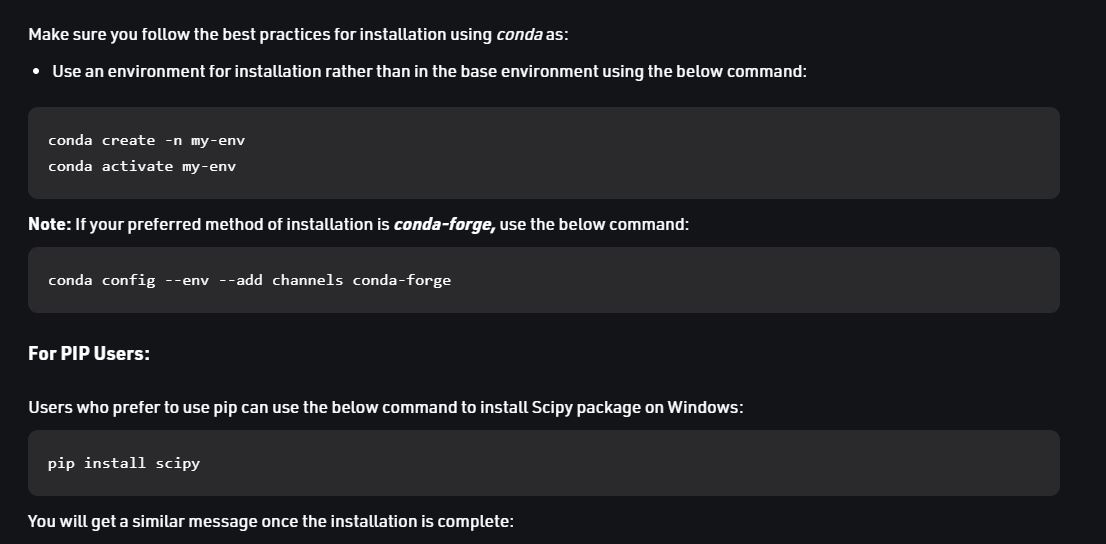 Make sure you follow the best practices for installation using conda as:
• Use an environment for installation rather than in the base environment using the below command:
conda create -n my-env
conda activate my-env
Note: If your preferred method of installation is conda-forge, use the below command:
conda config --env --add channels conda-forge
For PIP Users:
Users who prefer to use pip can use the below command to install Scipy package on Windows:
pip install scipy
You will get a similar message once the installation is complete: